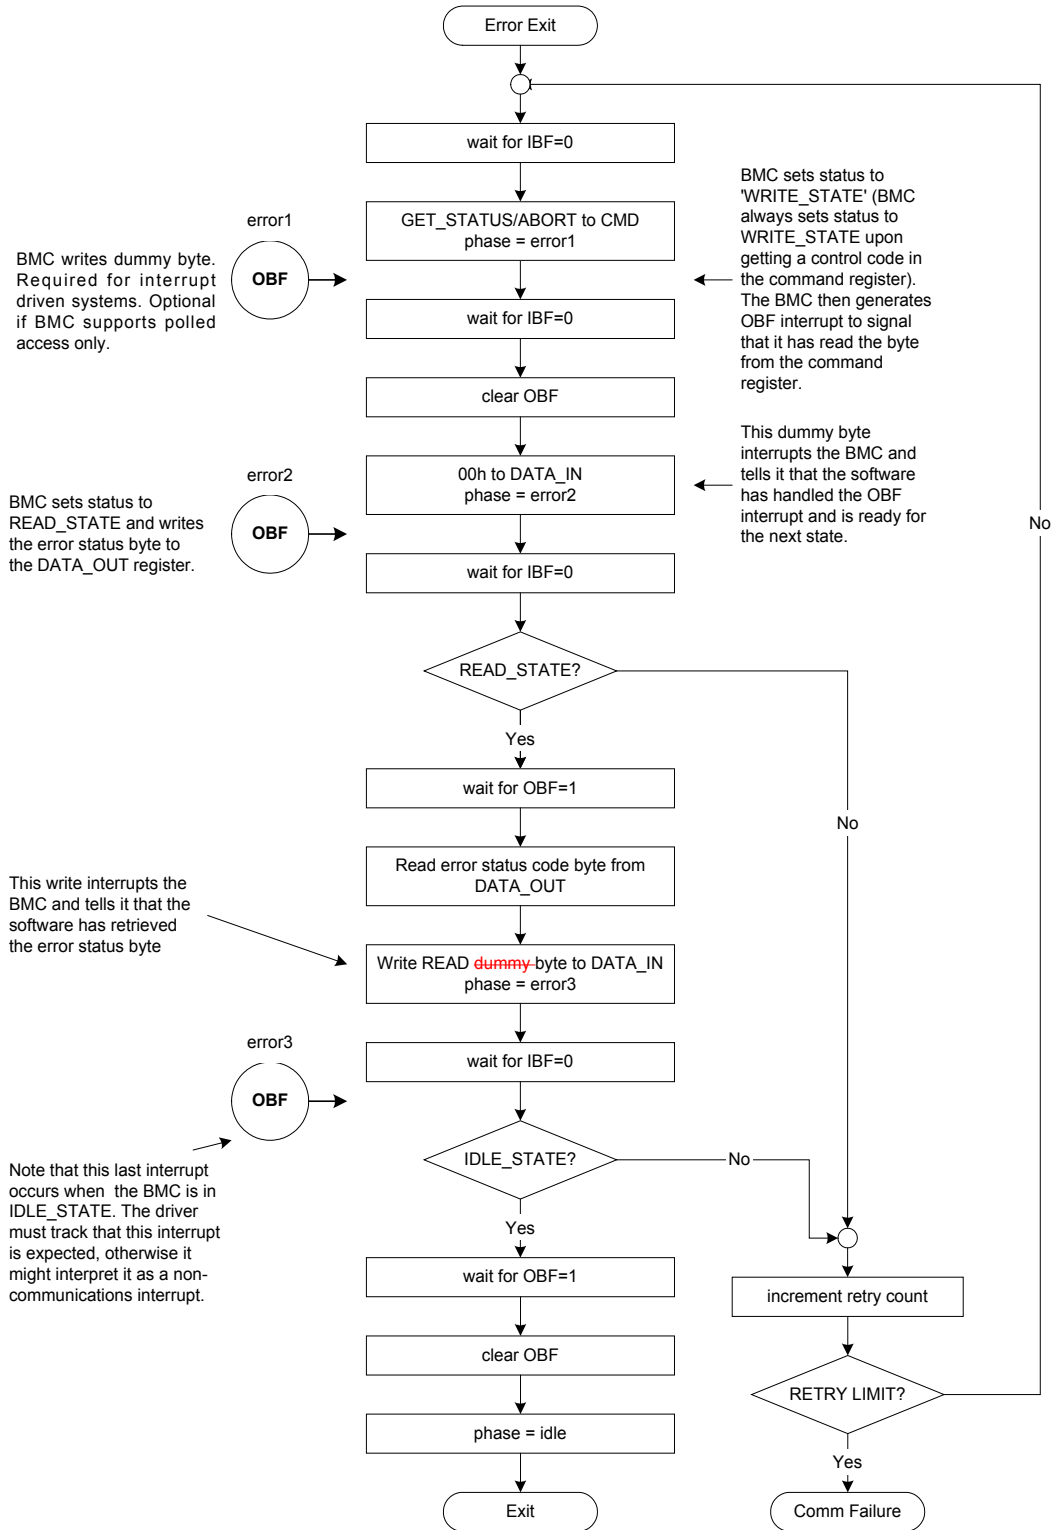 Error Exit
wait for IBF=0
GET_STATUS/ABORT to CMD
phase = error1
error1
OBF
BMC writes dummy byte.
Required for interrupt
driven systems. Optional
if BMC supports polled
access only.
BMC sets status to
'WRITE_STATE' (BMC
always sets status to
WRITE_STATE upon
getting a control code in
the command register).
The BMC then generates
OBF interrupt to signal
that it has read the byte
from the command
register.
wait for IBF=0
clear OBF
00h to DATA_IN
phase = error2
error2
OBF
BMC sets status to
READ_STATE and writes
the error status byte to
the DATA_OUT register.
This dummy byte
interrupts the BMC and
tells it that the software
has handled the OBF
interrupt and is ready for
the next state.
No
wait for IBF=0
READ_STATE?
Yes
No
wait for OBF=1
Read error status code byte from
DATA_OUT
This write interrupts the
BMC and tells it that the
software has retrieved
the error status byte
Write READ dummy byte to DATA_IN
phase = error3
wait for IBF=0
error3
OBF
Note that this last interrupt
occurs when the BMC is in
IDLE_STATE. The driver
must track that this interrupt
is expected, otherwise it
might interpret it as a non-
communications interrupt.
IDLE_STATE?
No
Yes
wait for OBF=1
clear OBF
phase = idle
Exit
increment retry count
RETRY LIMIT?
Yes
Comm Failure